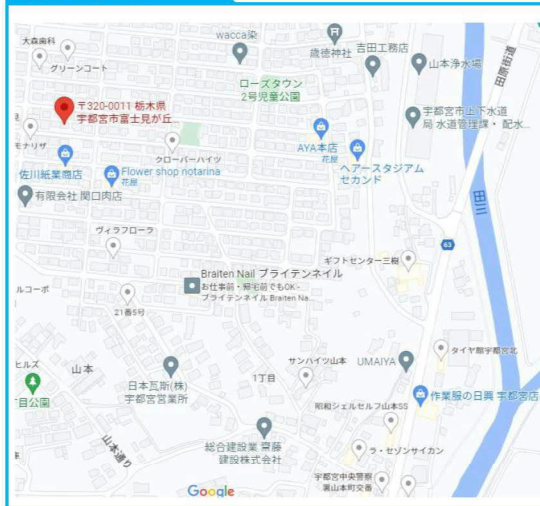 大森歯科
グリーンコート
wacca染
歳徳神社
吉田工務店
山本浄水場
田原街道
ローズタウン
2号児童公園
〒320-0011 栃木県
宇都宮市富士見が丘...
宇都宮市上下水道
局 水道管理課・ 配水...
モナリザ
佐川紙業商店
クローバーハイツ
Flower shop notarina
花屋
AYA本店
花屋
ヘアースタジアム
セカンド
有限会社 関口肉店
田川
ヴィラフローラ
63
ギフトセンター三樹
Braiten Nail ブライテンネイル
お仕事前・帰宅前でもOK -
ブライテンネイル Braiten Na...
ルコーポ
21番5号
タイヤ館宇都宮北
ヒルズ
山本
サンハイツ山本
UMAIYA
日本瓦斯(株)
宇都宮営業所
1丁目
作業服の日興 宇都宮店
目公園
昭和シェルセルフ山本SS
山本通り
総合建設業 齋藤
建設株式会社
ラ・セゾンサイカン
宇都宮中央警察
署山本町交番
Google